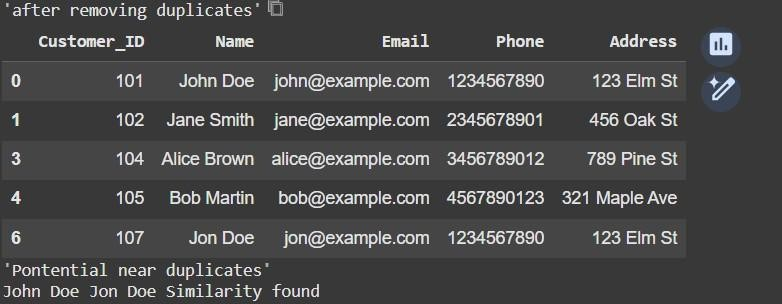 'after removing duplicates'
Customer_ID Name Email Phone Address
0 101 John Doe john@example.com 1234567890 123 Elm St
1 102 Jane Smith jane@example.com 2345678901 456 Oak St
3 104 Alice Brown alice@example.com 3456789012 789 Pine St
4 105 Bob Martin bob@example.com 4567890123 321 Maple Ave
6 107 Jon Doe jon@example.com 1234567890 123 Elm St
'Pontential near duplicates'
John Doe Jon Doe Similarity found